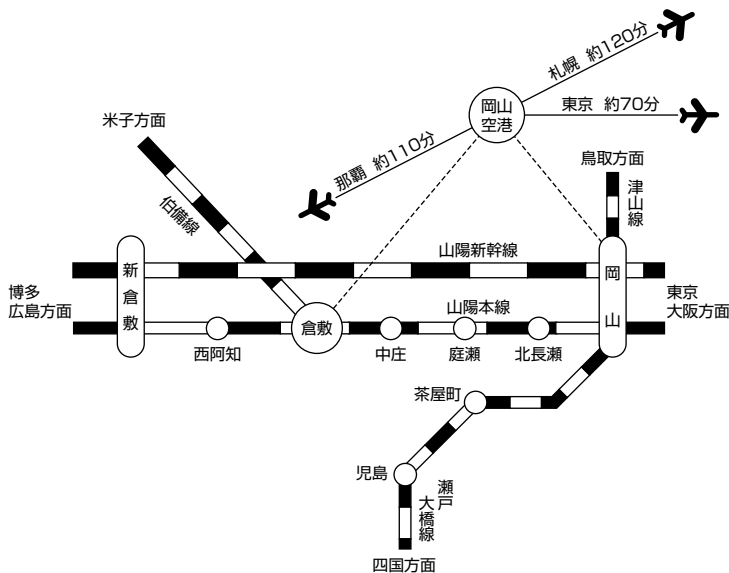 札幌 約120分
岡山
空港
東京 約70分
那覇 約110分
米子方面
伯備線
鳥取方面
津山線
山陽新幹線
新倉敷
岡山
博多
広島方面
東京
大阪方面
山陽本線
倉敷
西阿知
中庄
庭瀬
北長瀬
茶屋町
児島
瀬戸
大橋線
四国方面